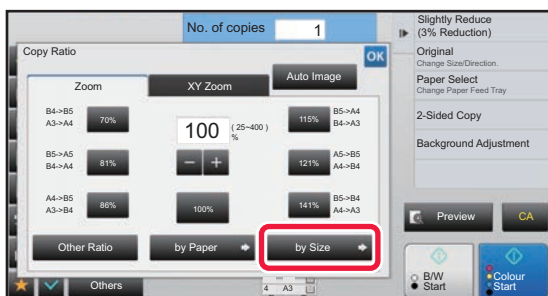 No. of copies
1
Slightly Reduce
(3% Reduction)
Copy Ratio
OK
Original
Change Size/Direction.
Zoom
XY Zoom
Auto Image
Paper Select
Change Paper Feed Tray
B4->B5
A3->A4
70%
100
(25~400)
%
115%
B5->A4
B4->A3
2-Sided Copy
Background Adjustment
B5->A5
B4->A4
81%
−
+
121%
A5->B5
A4->B4
A4->B5
A3->B4
86%
100%
141%
B5->B4
A4->A3
Preview
CA
Other Ratio
by Paper
by Size
Others
4 A3
B/W
Start
Colour
Start